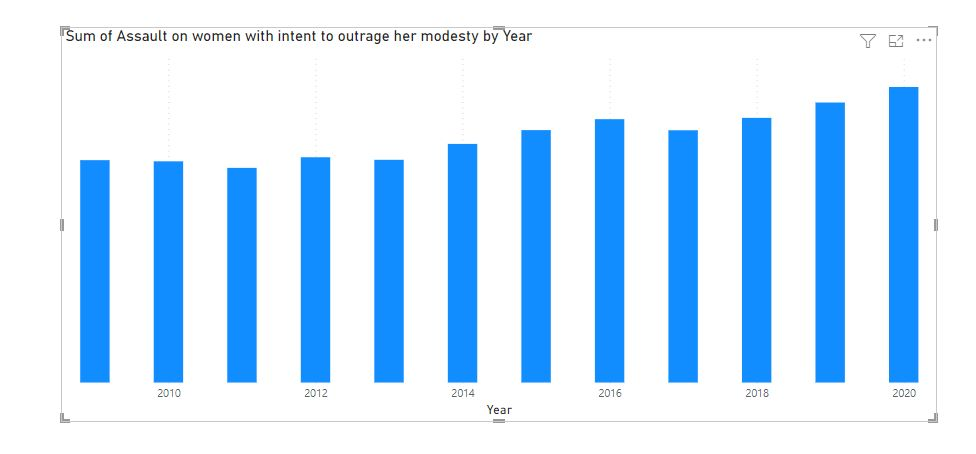 Sum of Assault on women with intent to outrage her modesty by Year
2010 2012 2014 2016 2018 2020
Year